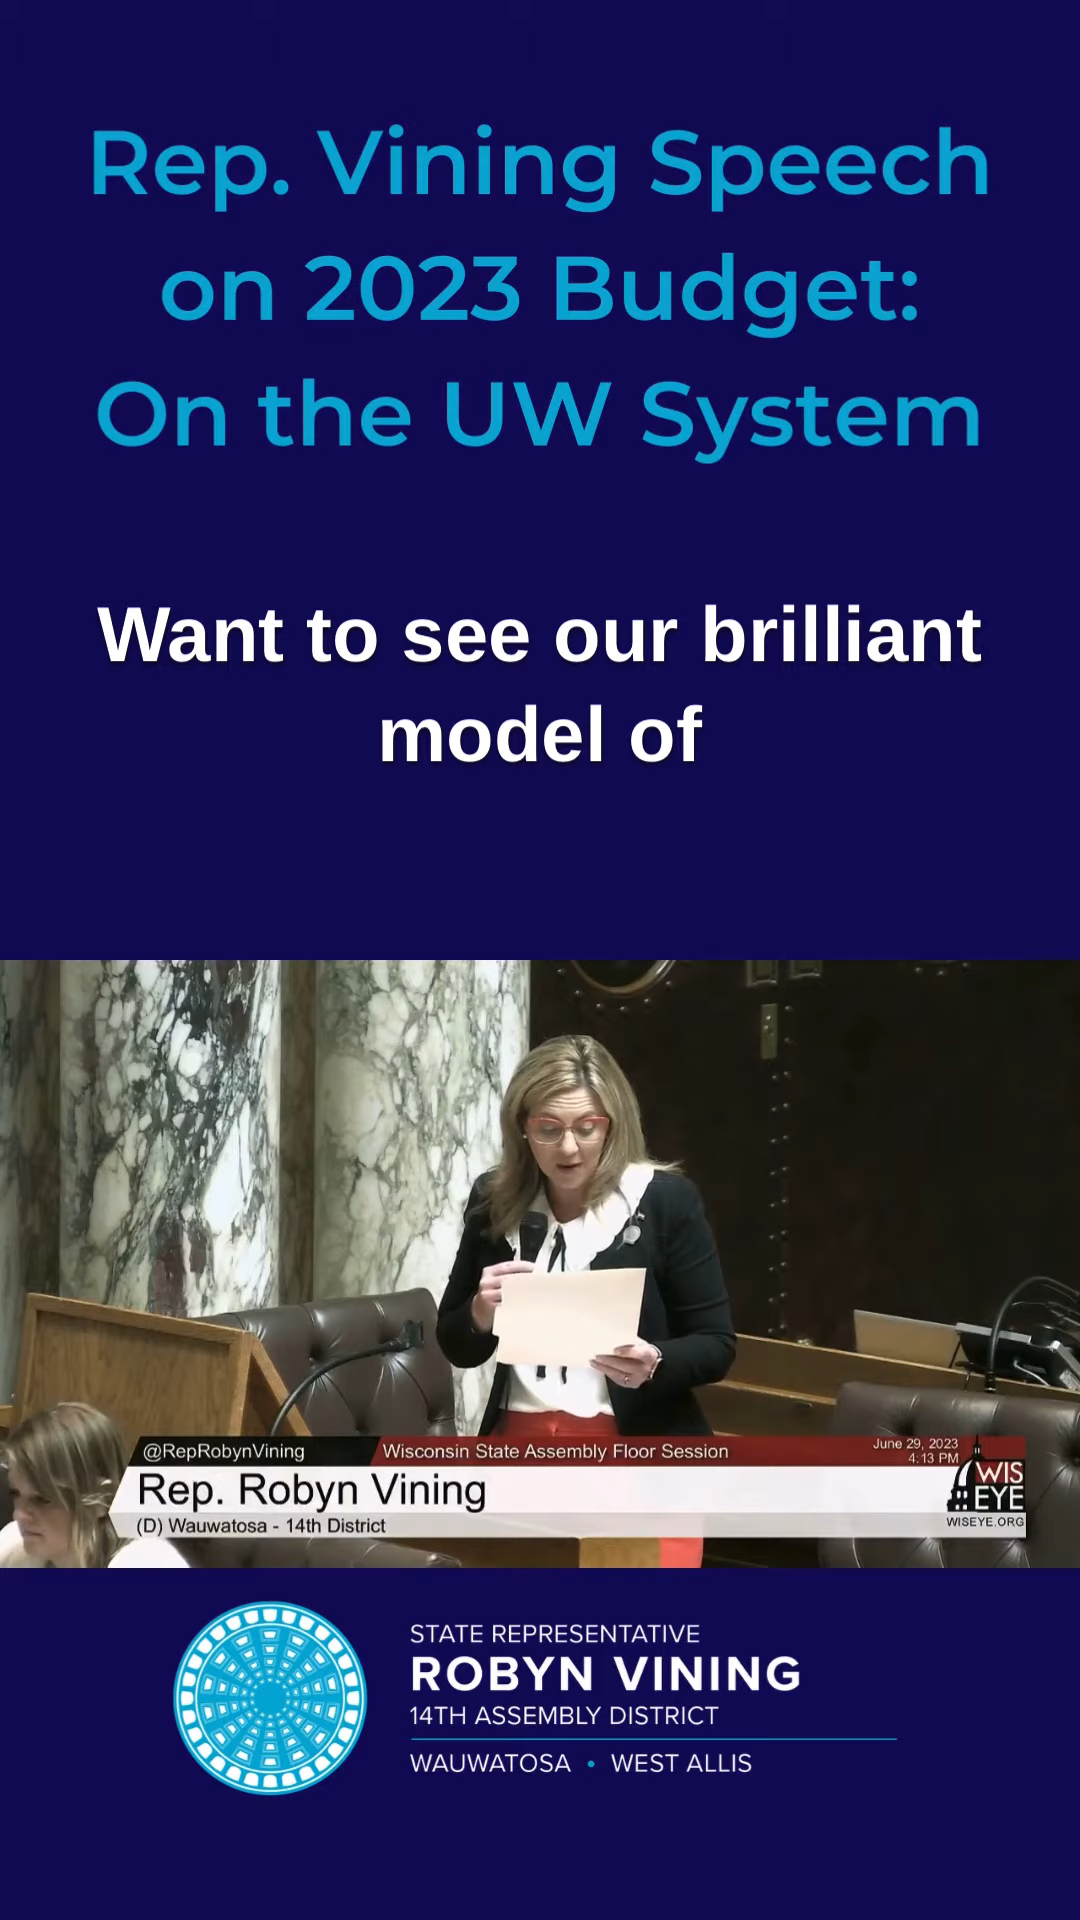 Rep. Vining Speech
on 2023 Budget:
On the UW System
Want to see our brilliant
model of
@RepRobynVining
Wisconsin State Assembly Floor Session
June 29, 2023
4:13 PM
Rep. Robyn Vining
(D) Wauwatosa - 14th District
WIS
EYE
WISEYE.ORG
STATE REPRESENTATIVE
ROBYN VINING
14TH ASSEMBLY DISTRICT
WAUWATOSA • WEST ALLIS